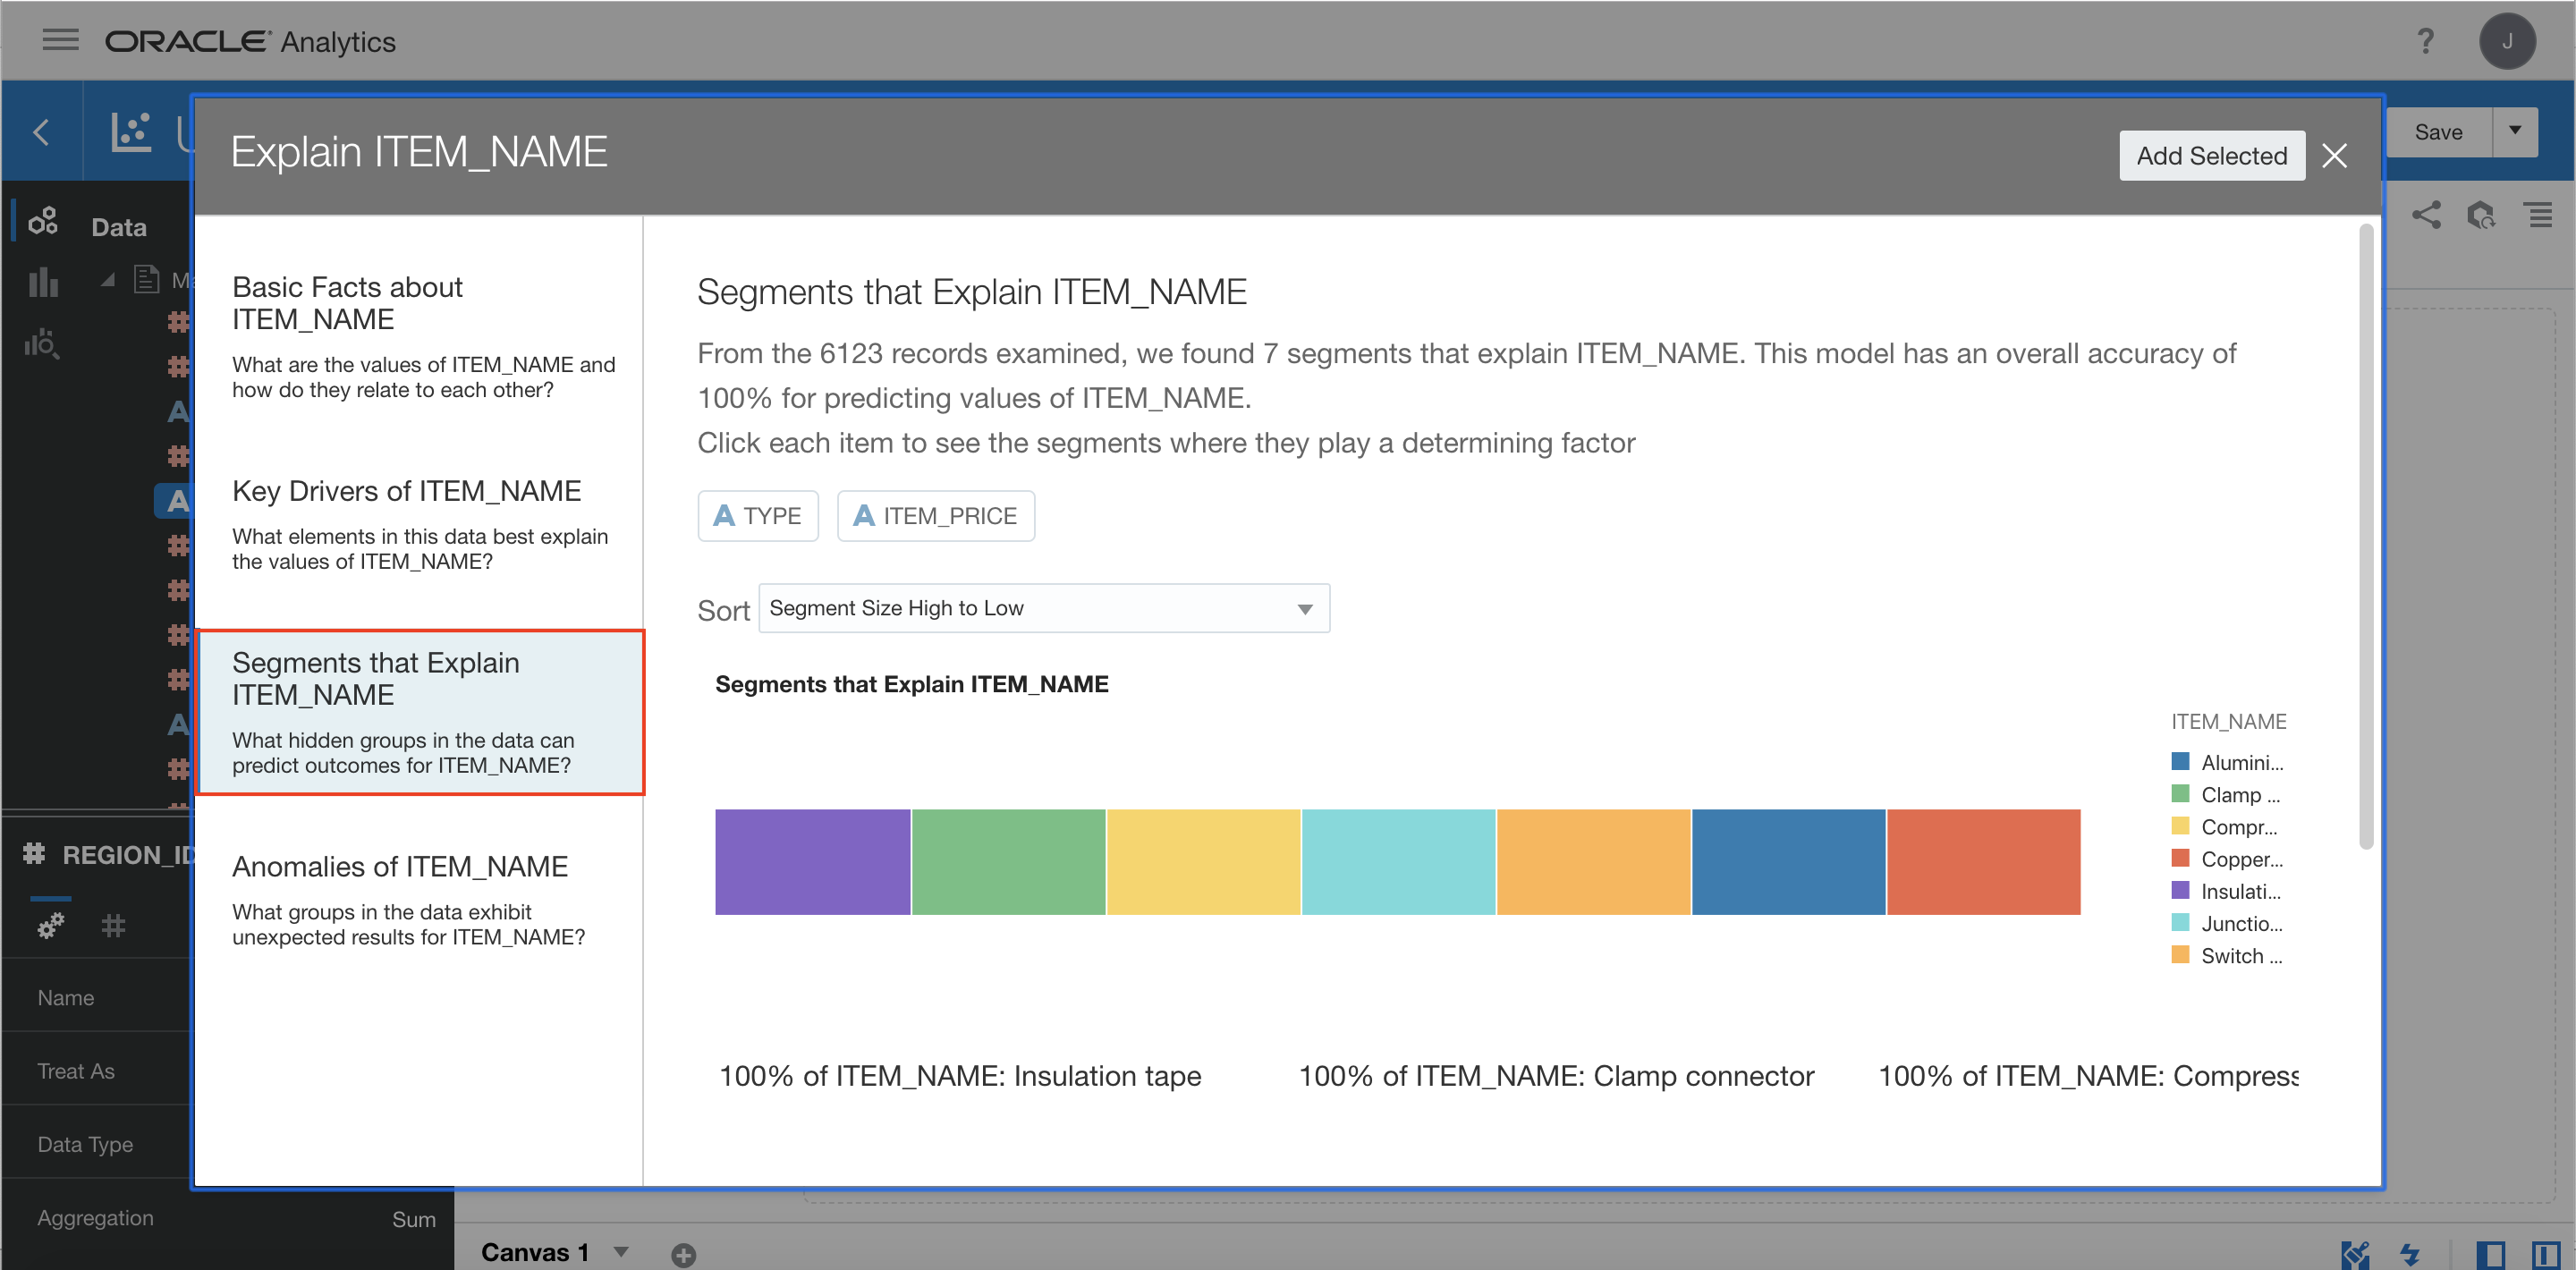 ORACLE Analytics
?
J
Save
Explain ITEM_NAME
Add Selected
Data
Basic Facts about
ITEM_NAME
What are the values of ITEM_NAME and
how do they relate to each other?
Key Drivers of ITEM_NAME
What elements in this data best explain
the values of ITEM_NAME?
Segments that Explain
ITEM_NAME
What hidden groups in the data can
predict outcomes for ITEM_NAME?
Anomalies of ITEM_NAME
What groups in the data exhibit
unexpected results for ITEM_NAME?
Segments that Explain ITEM_NAME
From the 6123 records examined, we found 7 segments that explain ITEM_NAME. This model has an overall accuracy of
100% for predicting values of ITEM_NAME.
Click each item to see the segments where they play a determining factor
A TYPE
A ITEM_PRICE
Sort Segment Size High to Low
Segments that Explain ITEM_NAME
ITEM_NAME
Alumini...
Clamp ...
Compr...
Copper...
Insulati...
Junctio...
Switch ...
100% of ITEM_NAME: Insulation tape
100% of ITEM_NAME: Clamp connector
100% of ITEM_NAME: Compress
# REGION_ID
#
Name
Treat As
Data Type
Aggregation Sum
Canvas 1